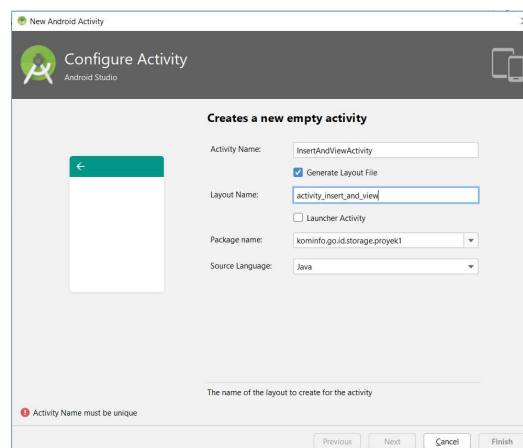 New Android Activity
Configure Activity
Android Studio
Creates a new empty activity
Activity Name:
InsertAndViewActivity
Generate Layout File
Layout Name:
activity_insert_and_view
Launcher Activity
Package name:
kominfo.go.id.storage.proyek1
Source Language:
Java
The name of the layout to create for the activity
Activity Name must be unique
Previous
Next
Cancel
Finish